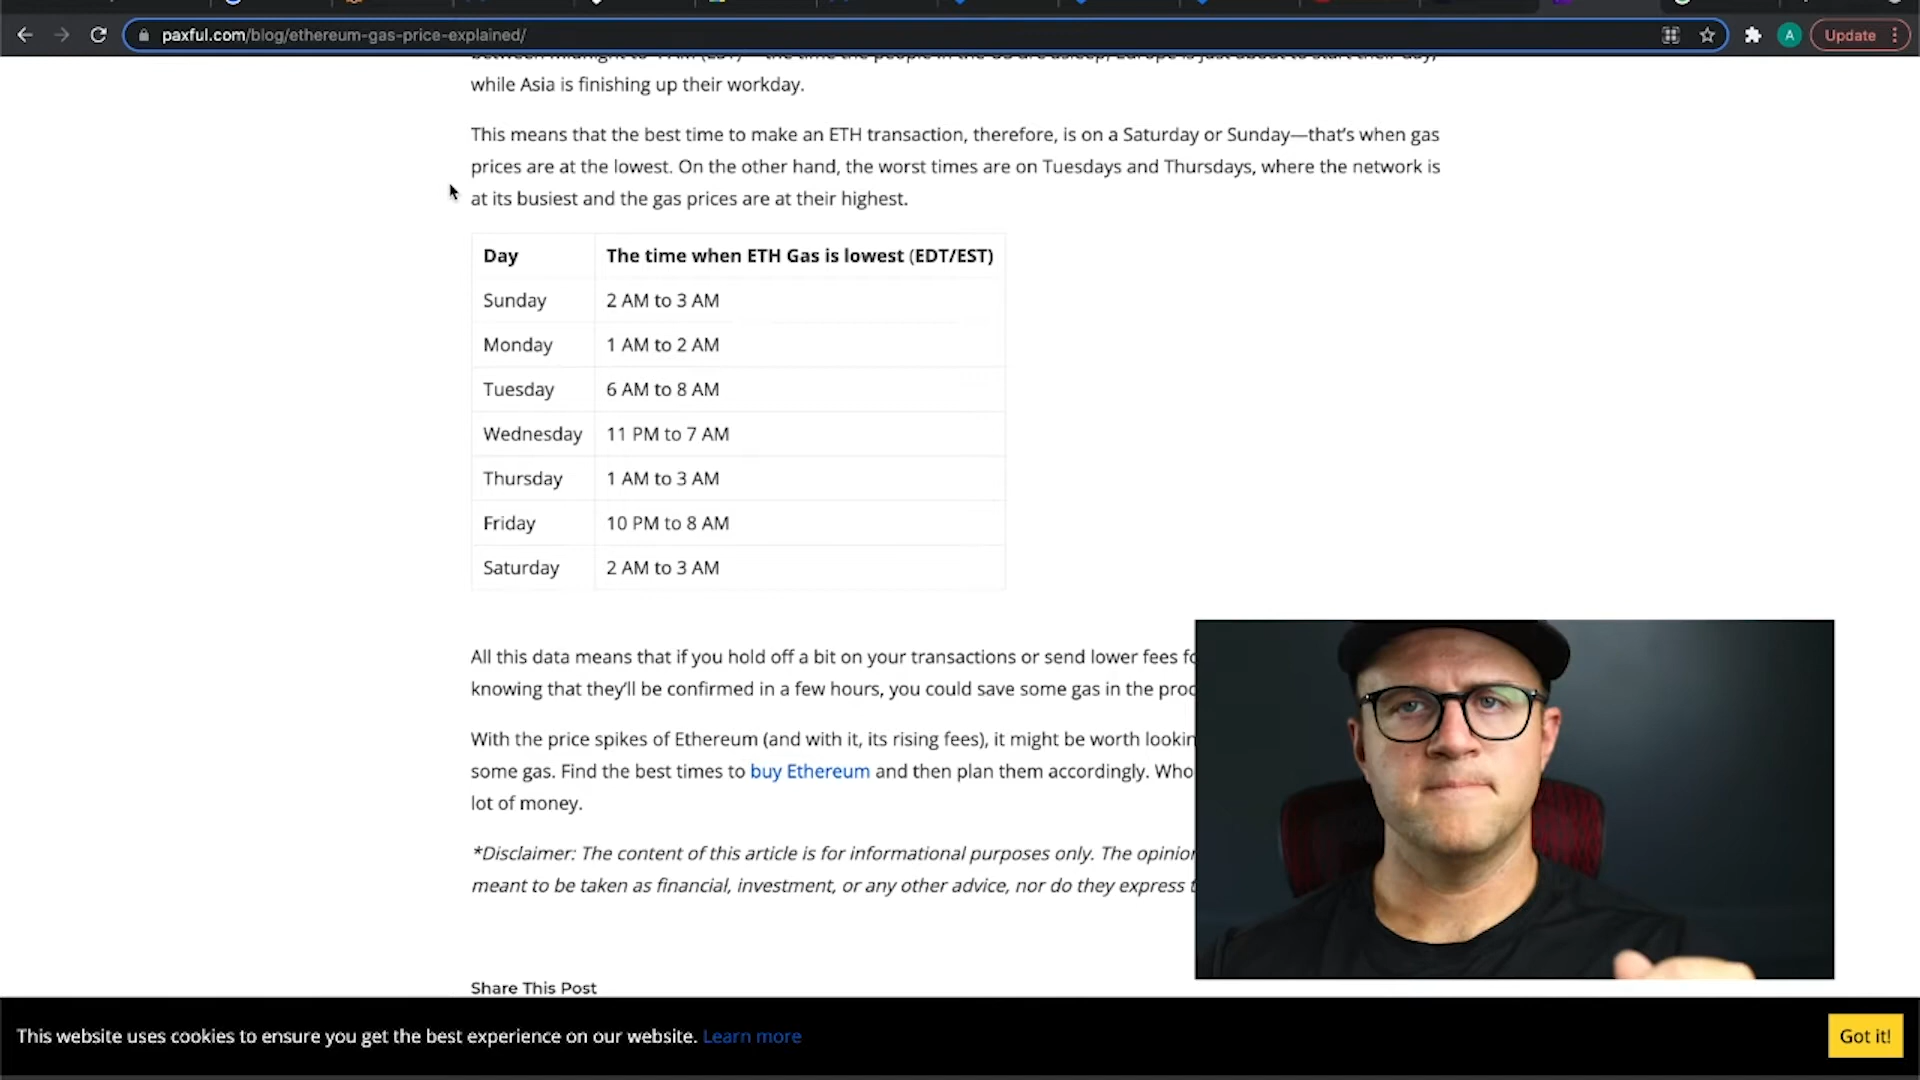 paxful.com/blog/ethereum-gas-price-explained/
A
Update
while Asia is finishing up their workday.
This means that the best time to make an ETH transaction, therefore, is on a Saturday or Sunday—that's when gas
prices are at the lowest. On the other hand, the worst times are on Tuesdays and Thursdays, where the network is
at its busiest and the gas prices are at their highest.
Day The time when ETH Gas is lowest (EDT/EST)
Sunday 2 AM to 3 AM
Monday 1 AM to 2 AM
Tuesday 6 AM to 8 AM
Wednesday 11 PM to 7 AM
Thursday 1 AM to 3 AM
Friday 10 PM to 8 AM
Saturday 2 AM to 3 AM
All this data means that if you hold off a bit on your transactions or send lower fees
knowing that they'll be confirmed in a few hours, you could save some gas in the
With the price spikes of Ethereum (and with it, its rising fees), it might be worth
some gas. Find the best times to buy Ethereum and then plan them accordingly.
lot of money.
*Disclaimer: The content of this article is for informational purposes only. The
meant to be taken as financial, investment, or any other advice, nor do they express
Share This Post
This website uses cookies to ensure you get the best experience on our website. Learn more
Got it!